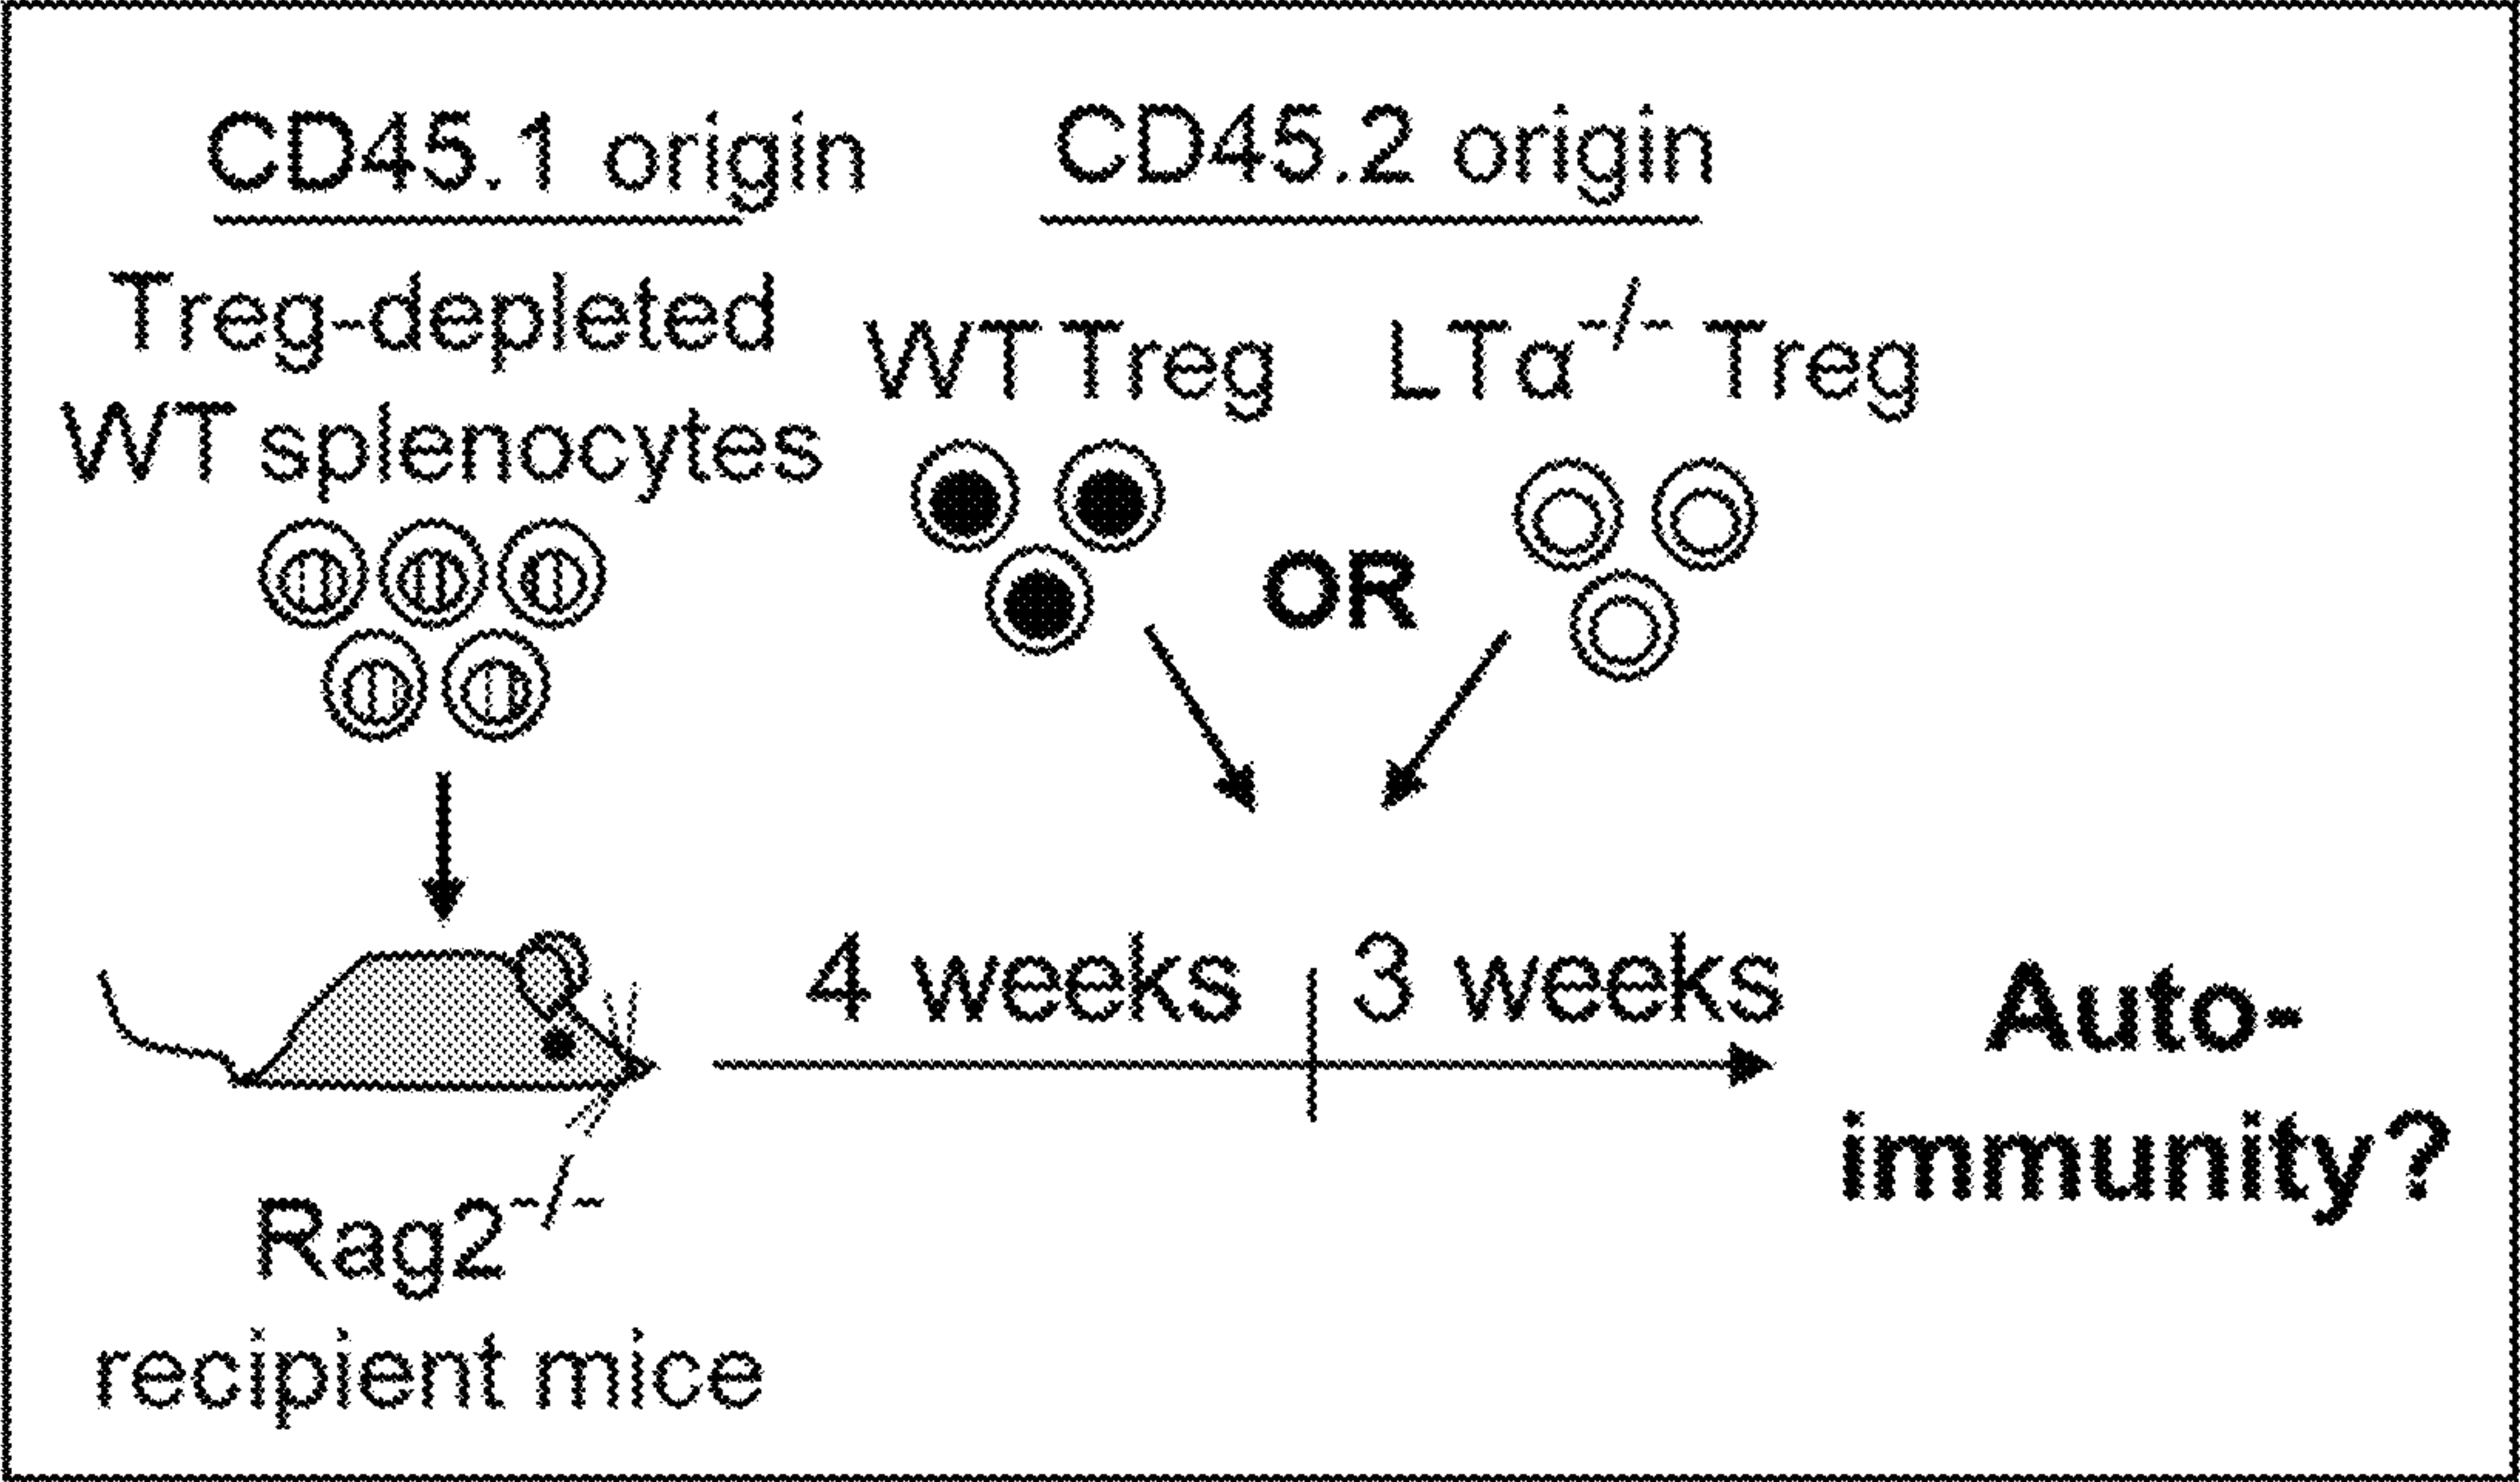 CD45.1 origin
Treg-depleted
WT splenocytes
CD45.2 origin
WT Treg
OR
LTα-/- Treg
Rag2-/-
recipient mice
4 weeks
3 weeks
Auto-
immunity?